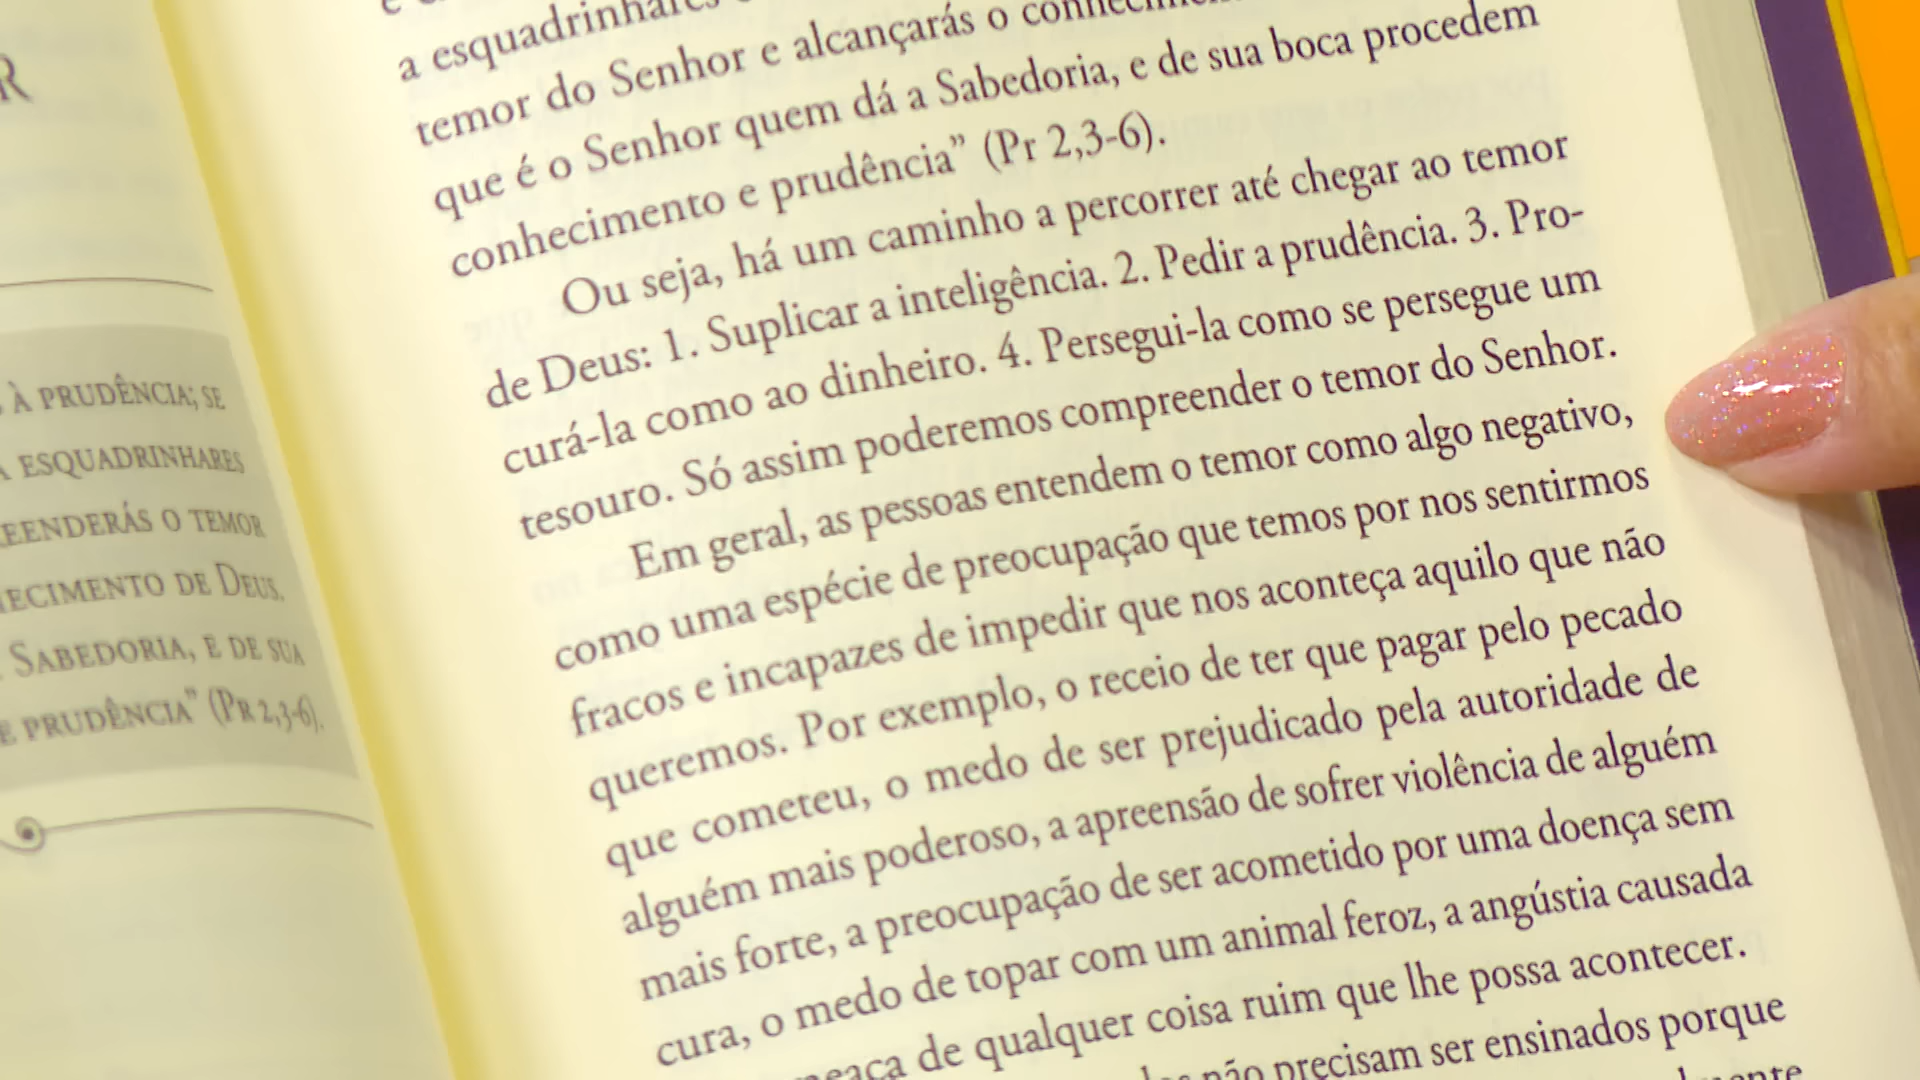 R
À PRUDÊNCIA; SE
A ESQUADRINHARES
REENDERÁS O TEMOR
HECIMENTO DE DEUS.
SABEDORIA, E DE SUA
E PRUDÊNCIA” (PR 2,3-6).
a esquadrinhares
temor do Senhor e alcançarás o
que é o Senhor quem dá a Sabedoria, e de sua boca procedem
conhecimento e prudência” (Pr 2,3-6).
Ou seja, há um caminho a percorrer até chegar ao temor
de Deus: 1. Suplicar a inteligência. 2. Pedir a prudência. 3. Pro-
curá-la como ao dinheiro. 4. Persegui-la como se persegue um
tesouro. Só assim poderemos compreender o temor do Senhor.
Em geral, as pessoas entendem o temor como algo negativo,
como uma espécie de preocupação que temos por nos sentirmos
fracos e incapazes de impedir que nos aconteça aquilo que não
queremos. Por exemplo, o receio de ter que pagar pelo pecado
que cometeu, o medo de ser prejudicado pela autoridade de
alguém mais poderoso, a apreensão de sofrer violência de alguém
mais forte, a preocupação de ser acometido por uma doença sem
cura, o medo de topar com um animal feroz, a angústia causada
de qualquer coisa ruim que lhe possa acontecer.
não precisam ser ensinados porque